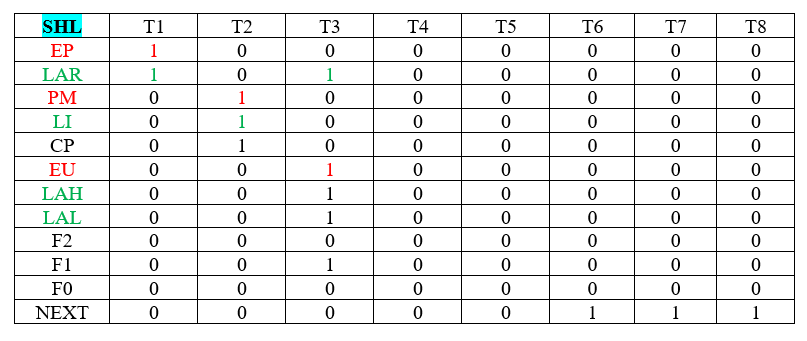 SHL T1 T2 T3 T4 T5 T6 T7 T8
EP 1 0 0 0 0 0 0 0
LAR 1 0 1 0 0 0 0 0
PM 0 1 0 0 0 0 0 0
LI 0 1 0 0 0 0 0 0
CP 0 1 0 0 0 0 0 0
EU 0 0 1 0 0 0 0 0
LAH 0 0 1 0 0 0 0 0
LAL 0 0 1 0 0 0 0 0
F2 0 0 0 0 0 0 0 0
F1 0 0 1 0 0 0 0 0
F0 0 0 0 0 0 0 0 0
NEXT 0 0 0 0 0 1 1 1